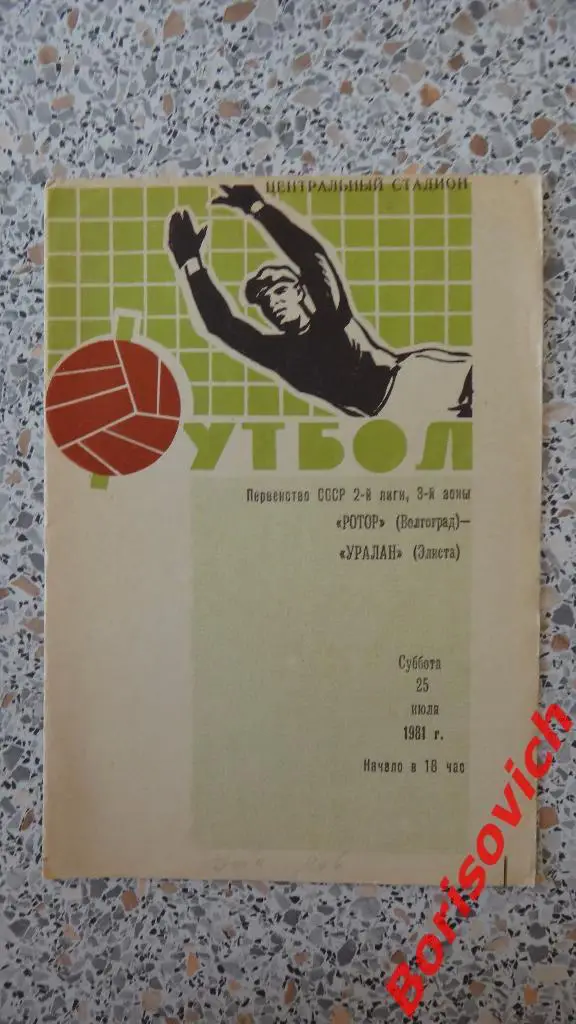 ЦЕНТРАЛЬНЫЙ СТАДИОН
ФУТБОЛ
Первенство СССР 2-й лиги, 3-й зоны
«РОТОР» (Волгоград)—
«УРАЛАН» (Элиста)
Суббота
25
июля
1981 г.
Начало в 18 час
Borisovich